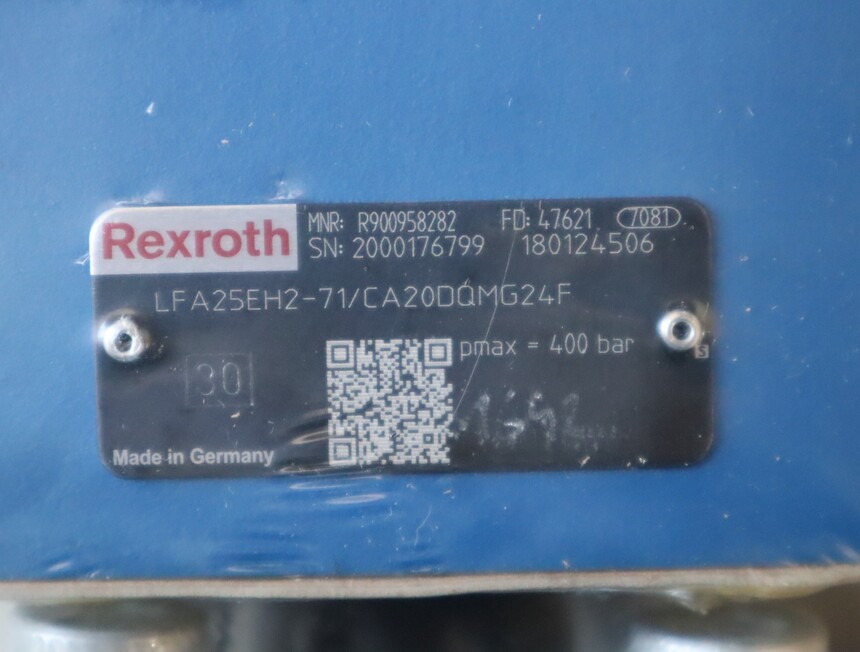 Rexroth
MNR: R900958282 FD: 47621 7081
SN: 2000176799 180124506
LFA25EH2-71/CA20DQMG24F
pmax = 400 bar
30
Made in Germany